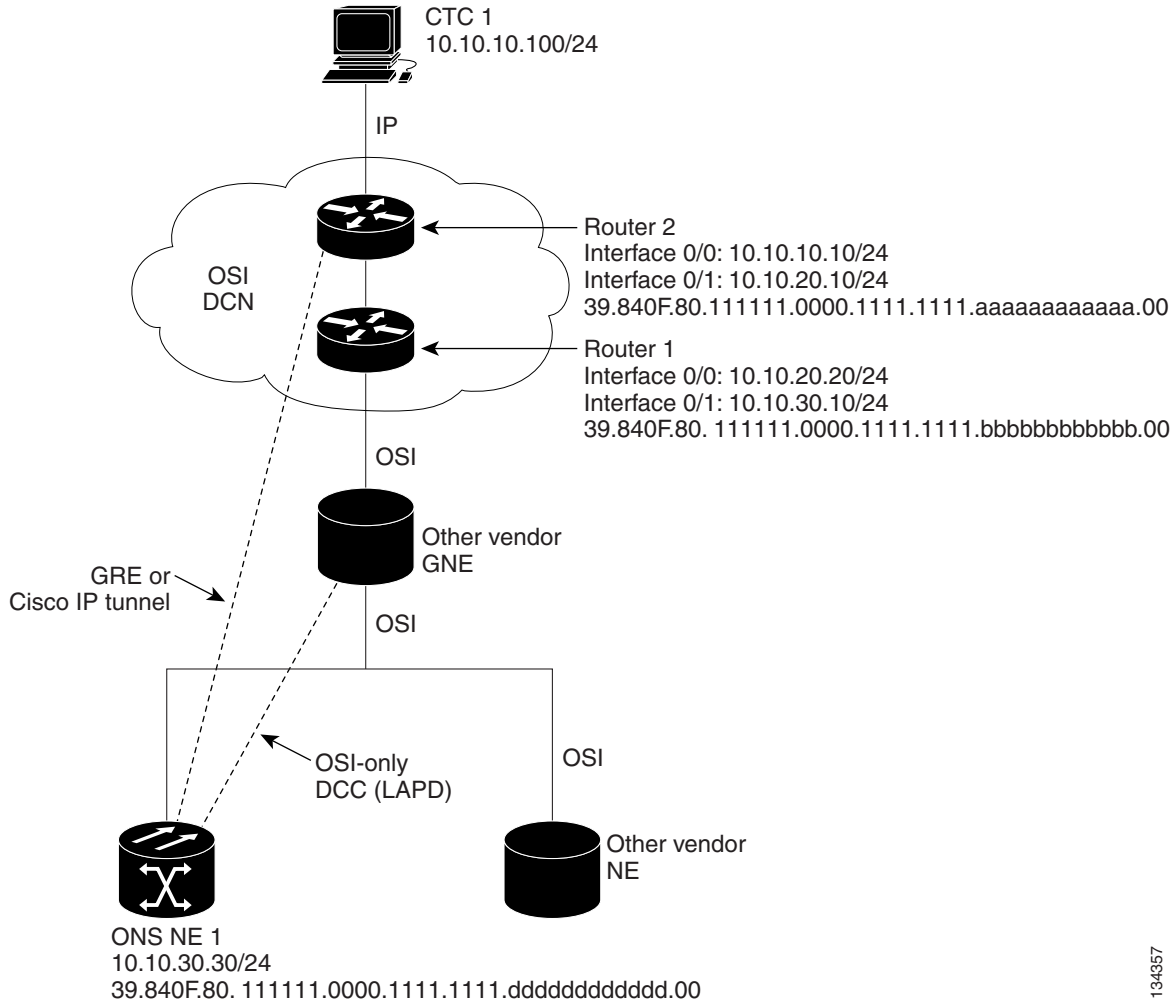 CTC 1
10.10.10.100/24
IP
Router 2
Interface 0/0: 10.10.10.10/24
Interface 0/1: 10.10.20.10/24
39.840F.80.111111.0000.1111.1111.aaaaaaaaaaaa.00
OSI
DCN
Router 1
Interface 0/0: 10.10.20.20/24
Interface 0/1: 10.10.30.10/24
39.840F.80. 111111.0000.1111.1111.bbbbbbbbbbbb.00
OSI
Other vendor
GNE
GRE or
Cisco IP tunnel
OSI
OSI-only
DCC (LAPD)
OSI
Other vendor
NE
ONS NE 1
10.10.30.30/24
39.840F.80. 111111.0000.1111.1111.dddddddddddd.00
134357